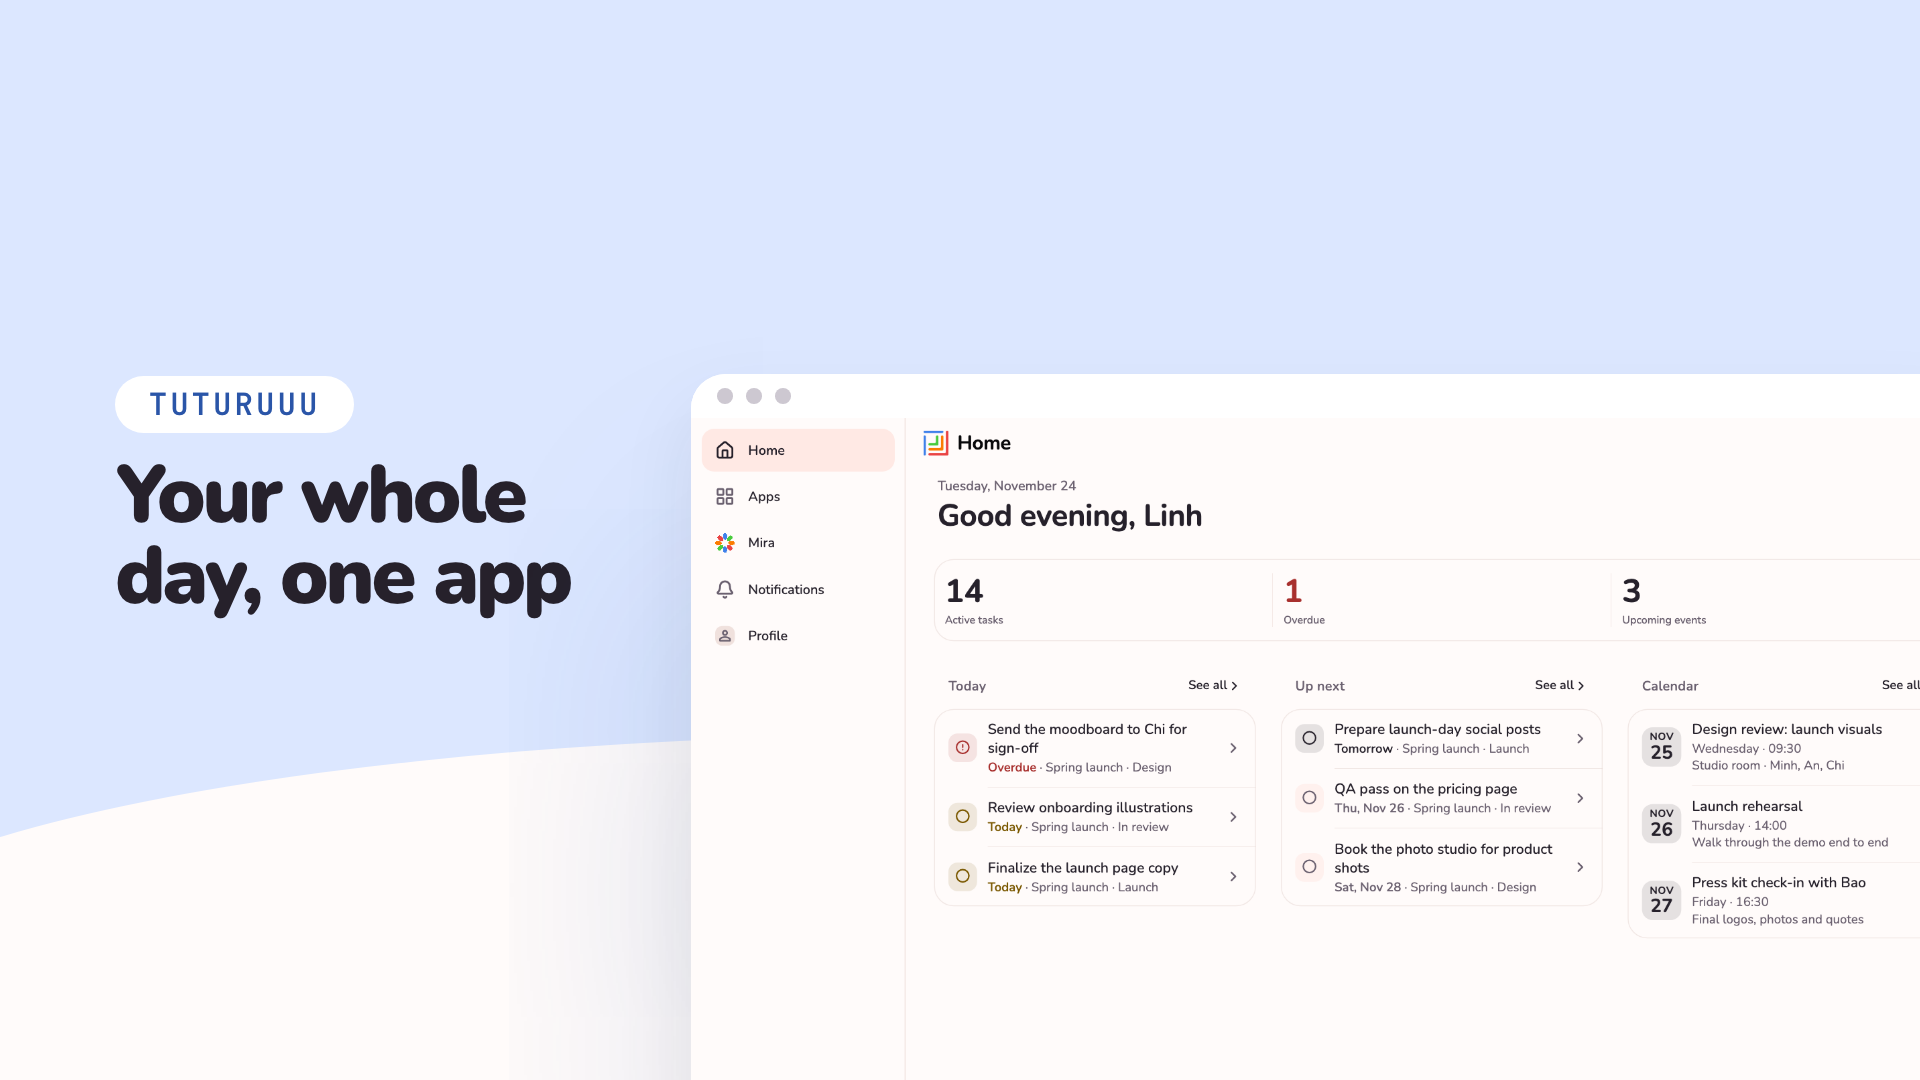 TUTURUUU
Your whole
day, one app
Home
Apps
Mira
Notifications
Profile
Home
Tuesday, November 24
Good evening, Linh
14
Active tasks
1
Overdue
3
Upcoming events
Today
See all
Send the moodboard to Chi for
sign-off
Overdue · Spring launch · Design
Review onboarding illustrations
Today · Spring launch · In review
Finalize the launch page copy
Today · Spring launch · Launch
Up next
See all
Prepare launch-day social posts
Tomorrow · Spring launch · Launch
QA pass on the pricing page
Thu, Nov 26 · Spring launch · In review
Book the photo studio for product
shots
Sat, Nov 28 · Spring launch · Design
Calendar
See all
NOV
25
Design review: launch visuals
Wednesday · 09:30
Studio room · Minh, An, Chi
NOV
26
Launch rehearsal
Thursday · 14:00
Walk through the demo end to end
NOV
27
Press kit check-in with Bao
Friday · 16:30
Final logos, photos and quotes